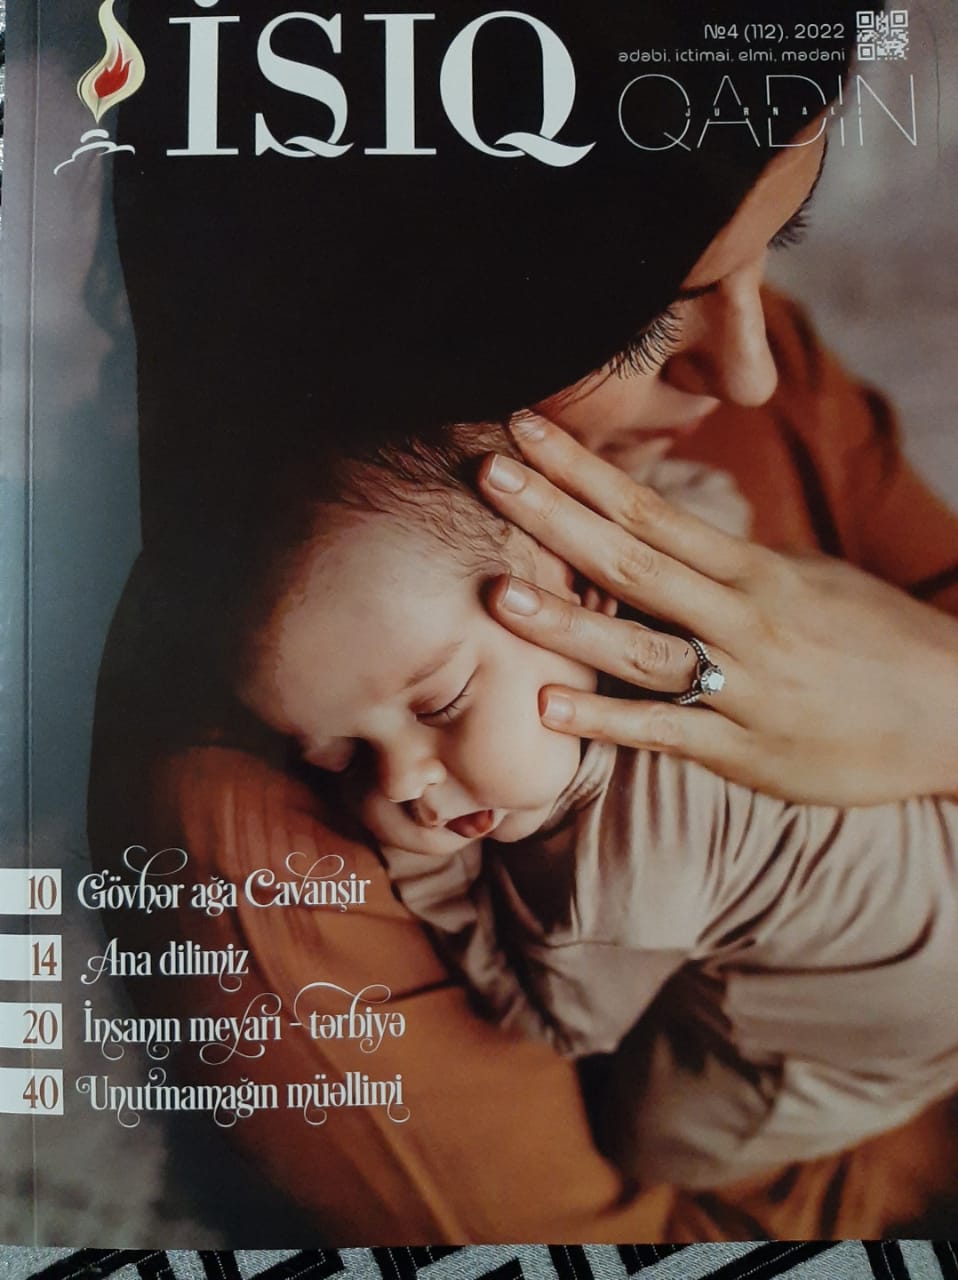 İŞIQ
№4 (112). 2022
ədəbi, ictimai, elmi, mədəni
QADIN
JURNALI
10 Gövhər ağa Cavanşir
14 Ana dilimiz
20 İnsanın meyarı - tərbiyə
40 Unutmamağın müəllimi